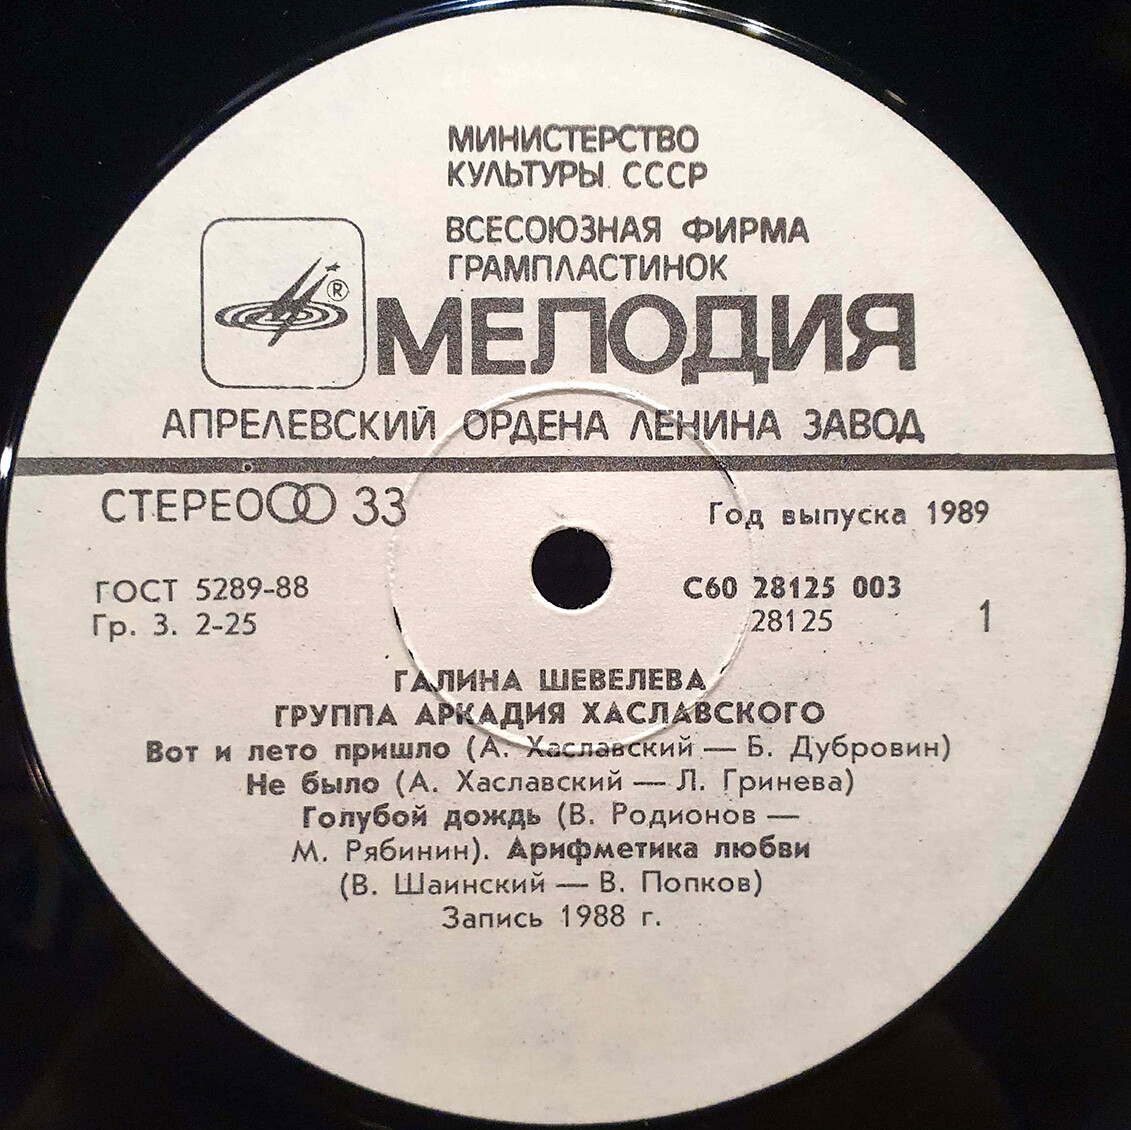 МИНИСТЕРСТВО
КУЛЬТУРЫ СССР
ВСЕСОЮЗНАЯ ФИРМА
ГРАМПЛАСТИНОК
®
МЕЛОДИЯ
АПРЕЛЕВСКИЙ ОРДЕНА ЛЕНИНА ЗАВОД
СТЕРЕО 33
Год выпуска 1989
ГОСТ 5289-88
Гр. 3. 2-25
С60 28125 003
28125
1
ГАЛИНА ШЕВЕЛЕВА
ГРУППА АРКАДИЯ ХАСЛАВСКОГО
Вот и лето пришло (А. Хаславский — Б. Дубровин)
Не было (А. Хаславский — Л. Гринева)
Голубой дождь (В. Родионов —
М. Рябинин). Арифметика любви
(В. Шаинский — В. Попков)
Запись 1988 г.